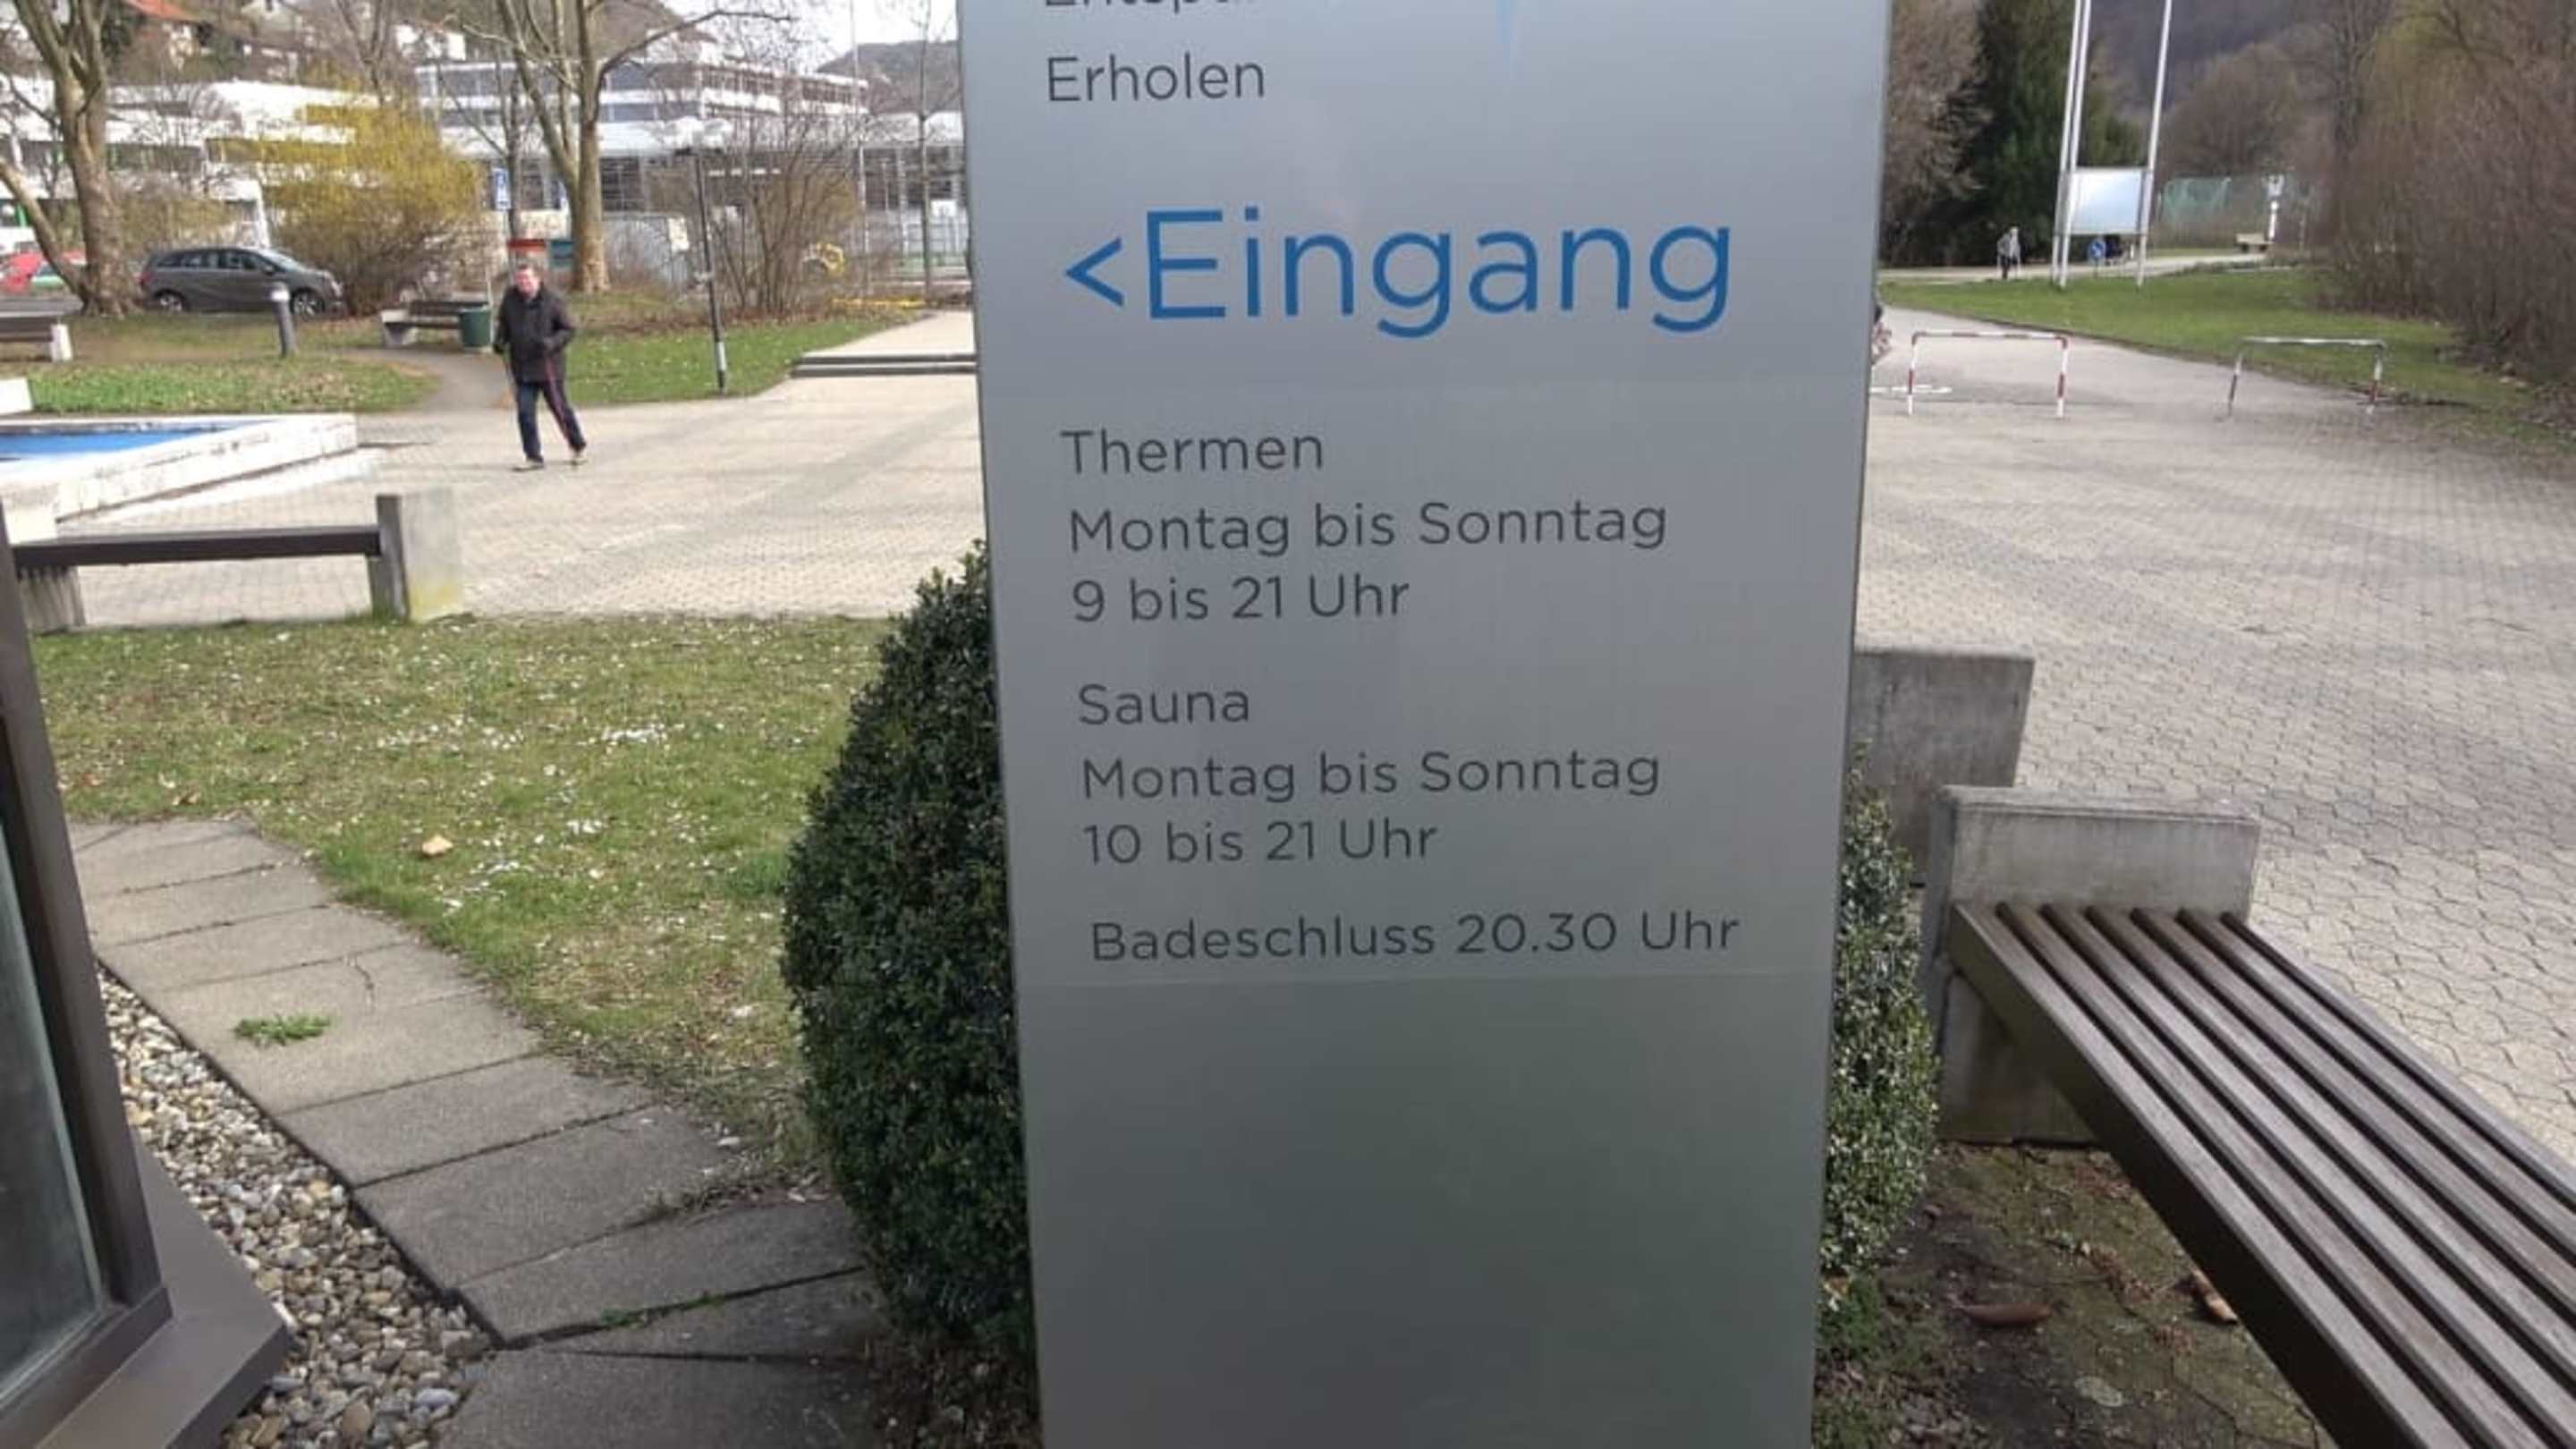 Erholen
<Eingang
Thermen
Montag bis Sonntag
9 bis 21 Uhr
Sauna
Montag bis Sonntag
10 bis 21 Uhr
Badeschluss 20.30 Uhr